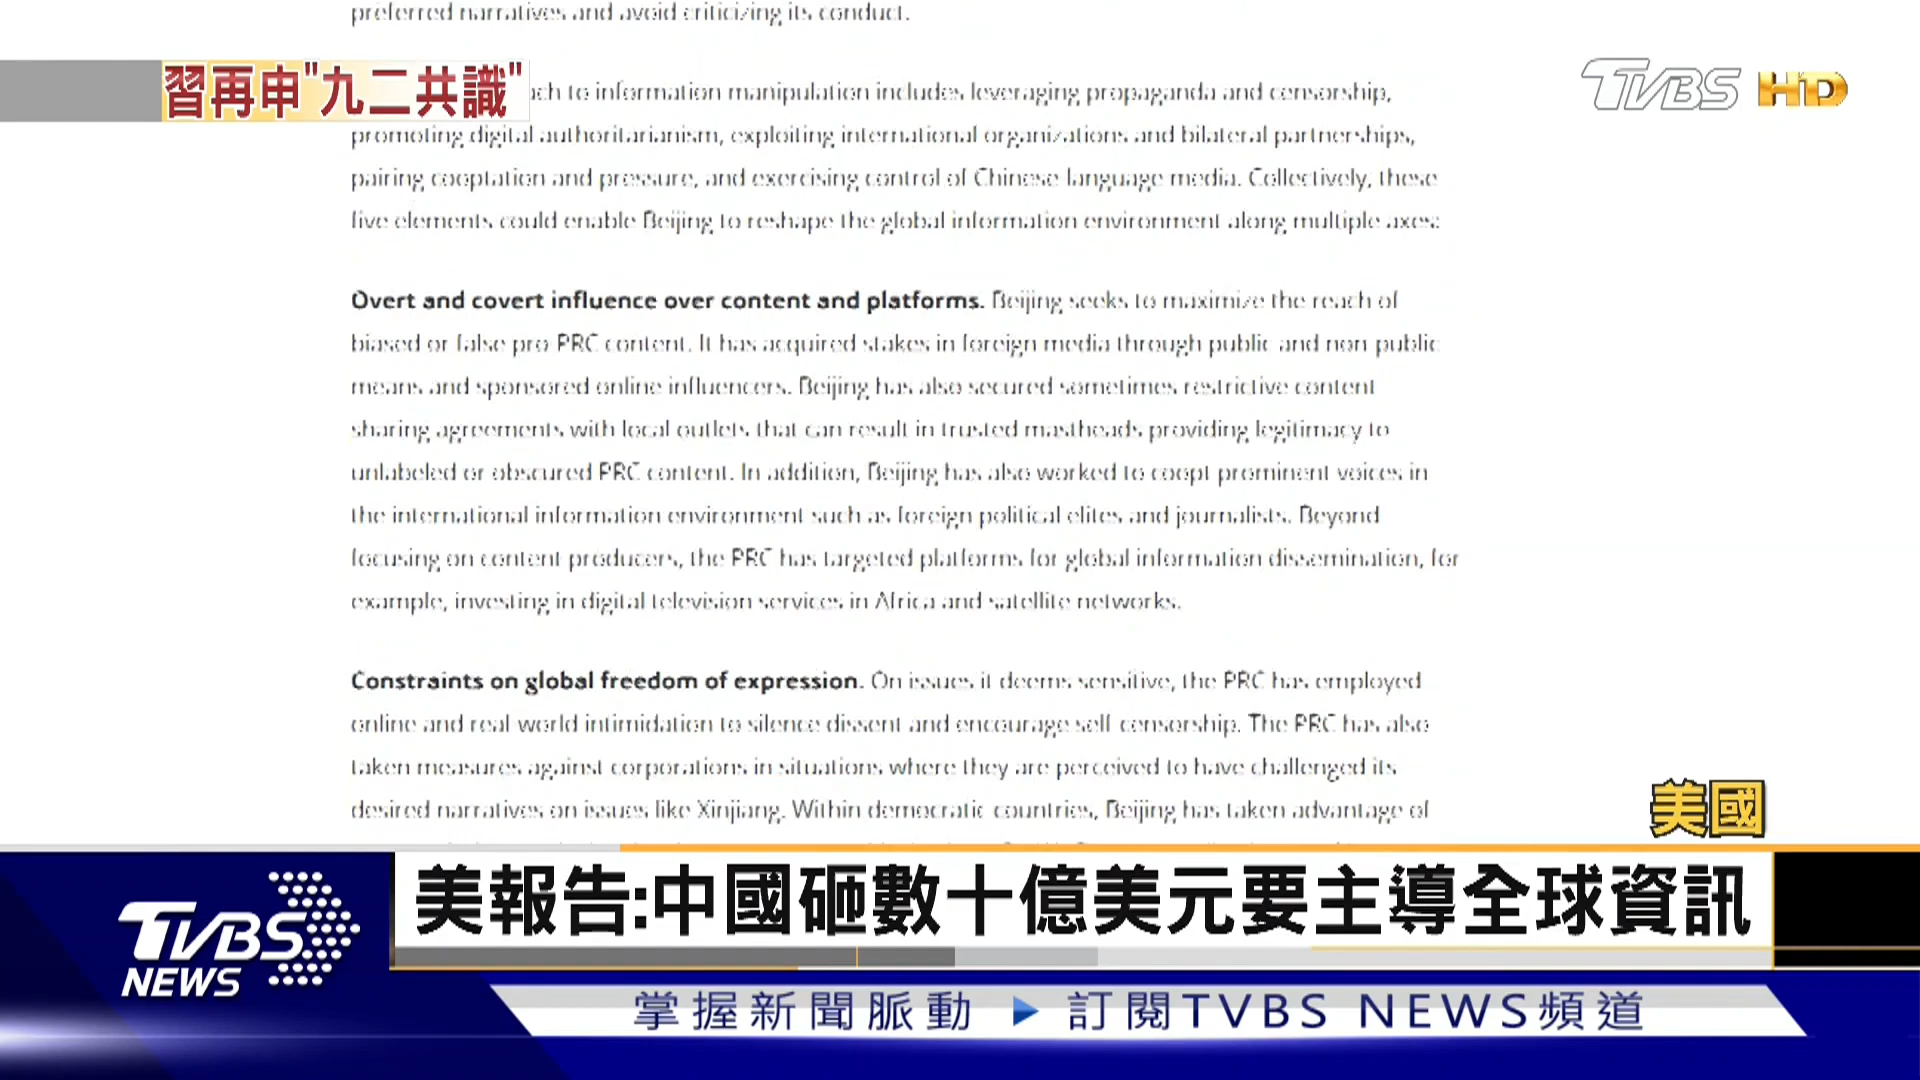 preferred narratives and avoid criticizing its conduct.
習再申"九二共識"
ach to information manipulation includes leveraging propaganda and censorship,
TVBS HD
promoting digital authoritarianism, exploiting international organizations and bilateral partnerships,
pairing cooptation and pressure, and exercising control of Chinese language media. Collectively, these
five elements could enable Beijing to reshape the global information environment along multiple axes:
Overt and covert influence over content and platforms. Beijing seeks to maximize the reach of
biased or false pro PRC content. It has acquired stakes in foreign media through public and non public
means and sponsored online influencers. Beijing has also secured sometimes restrictive content
sharing agreements with local outlets that can result in trusted mastheads providing legitimacy to
unlabeled or obscured PRC content. In addition, Beijing has also worked to coopt prominent voices in
the international information environment such as foreign political elites and journalists. Beyond
focusing on content producers, the PRC has targeted platforms for global information dissemination, for
example, investing in digital television services in Africa and satellite networks.
Constraints on global freedom of expression. On issues it deems sensitive, the PRC has employed
online and real world intimidation to silence dissent and encourage self censorship. The PRC has also
taken measures against corporations in situations where they are perceived to have challenged its
desired narratives on issues like Xinjiang. Within democratic countries, Beijing has taken advantage of
美國
美報告:中國砸數十億美元要主導全球資訊
TVBS
NEWS
掌握新聞脈動 ▶ 訂閱TVBS NEWS頻道